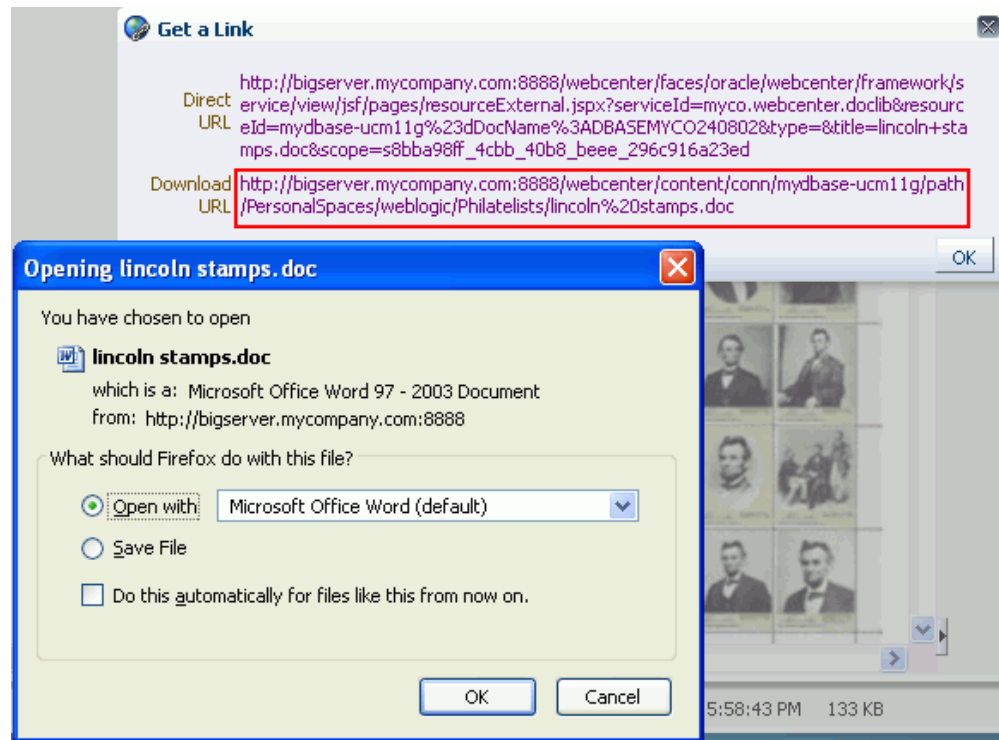 Get a Link
Direct URL
http://bigserver.mycompany.com:8888/webcenter/faces/oracle/webcenter/framework/s
ervice/view/jsf/pages/resourceExternal.jspx?serviceId=myco.webcenter.doclib&resourc
eId=mydbase-ucm11g%23dDocName%3ADBASEMYCO240802&type=&title=lincoln+sta
mps.doc&scope=s8bba98ff_4cbb_40b8_beee_296c916a23ed
Download URL
http://bigserver.mycompany.com:8888/webcenter/content/conn/mydbase-ucm11g/path
/PersonalSpaces/weblogic/Philatelists/lincoln%20stamps.doc
OK
Opening lincoln stamps.doc
You have chosen to open
lincoln stamps.doc
which is a: Microsoft Office Word 97 - 2003 Document
from: http://bigserver.mycompany.com:8888
What should Firefox do with this file?
Open with Microsoft Office Word (default)
Save File
Do this automatically for files like this from now on.
OK Cancel
5:58:43 PM 133 KB